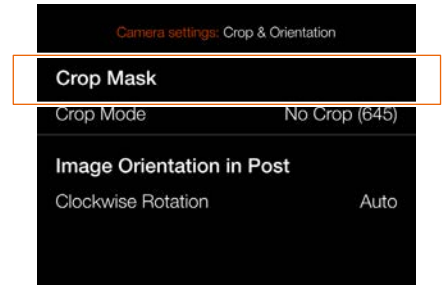 Camera settings: Crop & Orientation
Crop Mask
Crop Mode No Crop (645)
Image Orientation in Post
Clockwise Rotation Auto